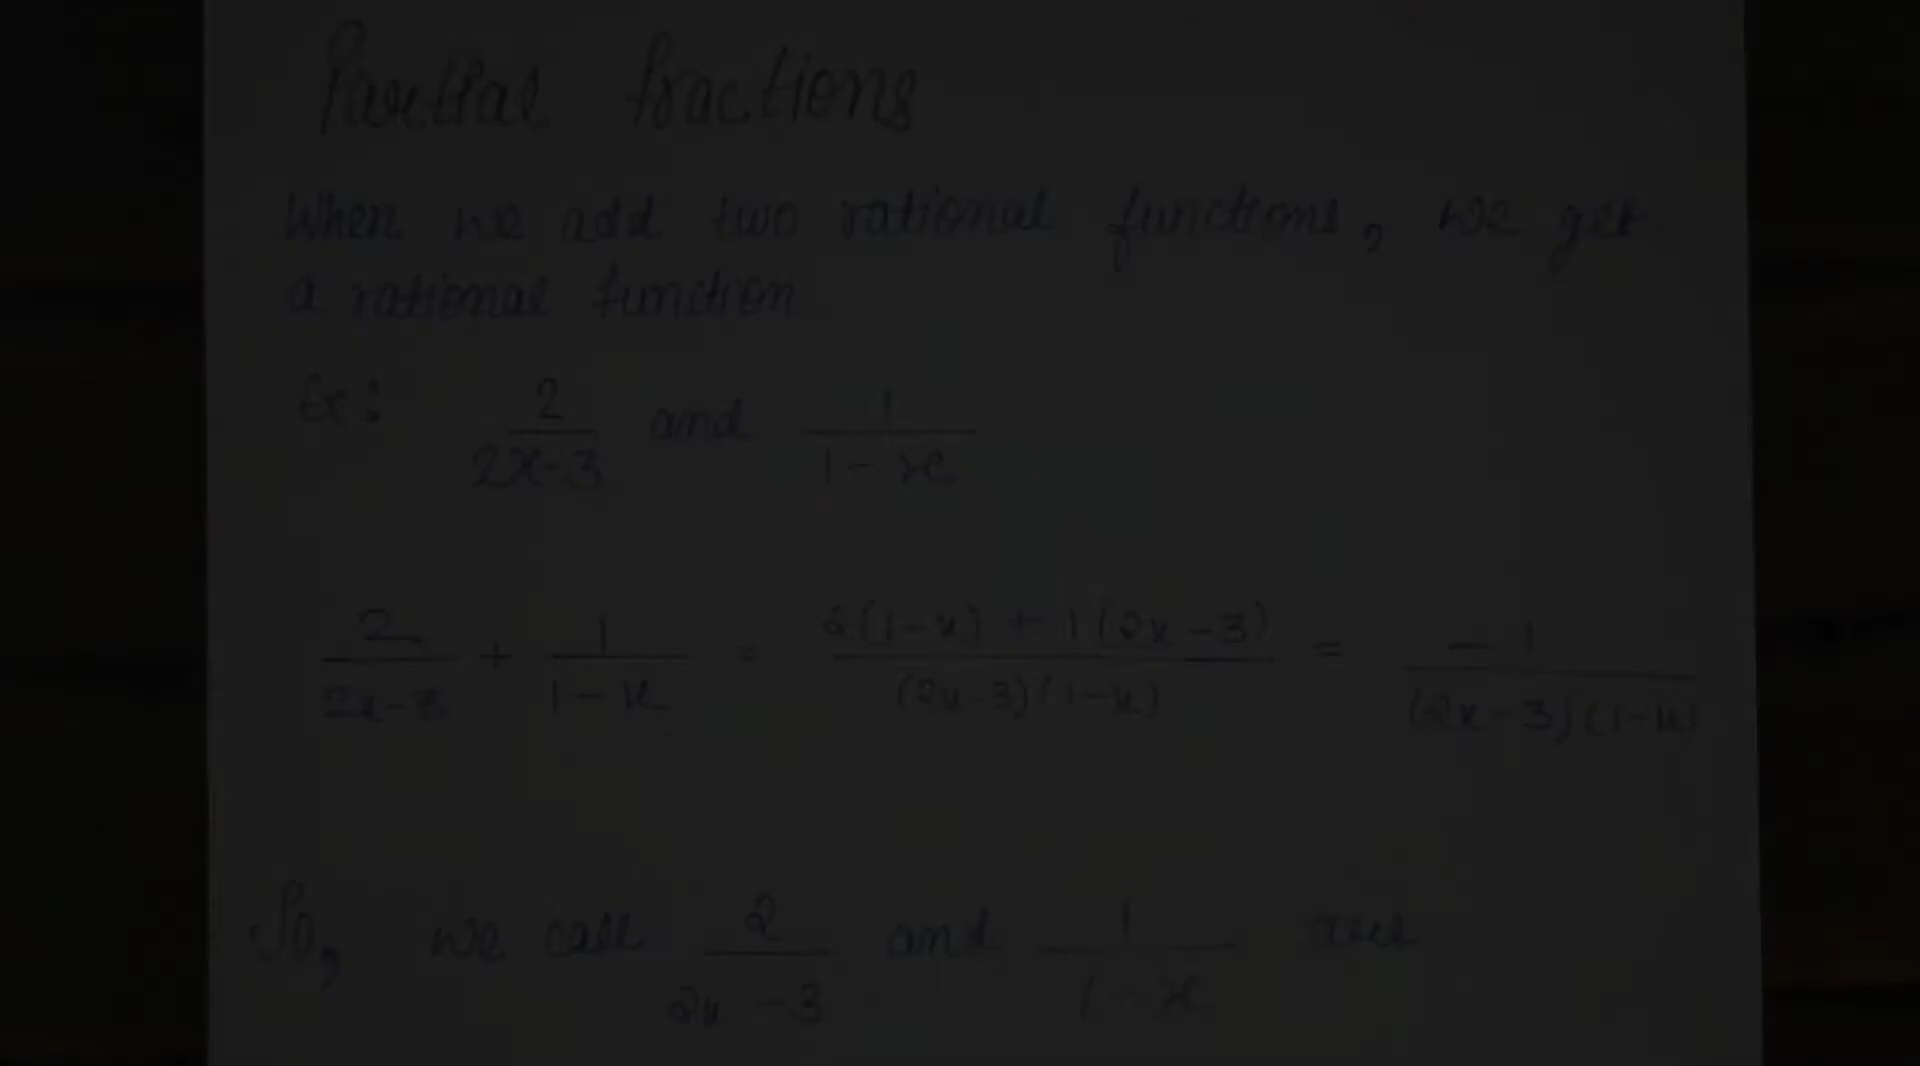 Partial fractions
When we add two rational functions, we get
a rational function
Ex: 2/(2x-3) and 1/(1-x)
2/(2x-3) + 1/(1-x) = (2(1-x) + 1(2x-3))/((2x-3)(1-x)) = -1/((2x-3)(1-x))
So, we call 2/(2x-3) and 1/(1-x)